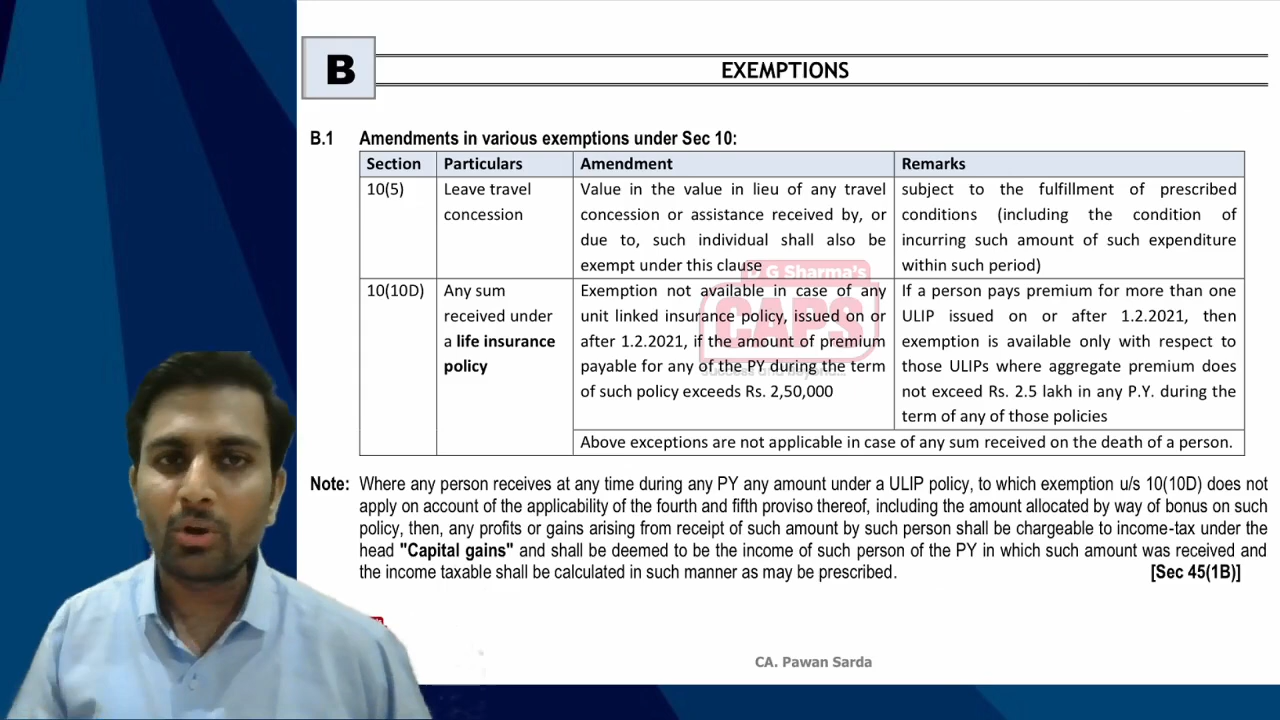 B
EXEMPTIONS
B.1 Amendments in various exemptions under Sec 10:
Section Particulars Amendment Remarks
10(5) Leave travel concession
Value in the value in lieu of any travel
concession or assistance received by, or
due to, such individual shall also be
exempt under this clause
subject to the fulfillment of prescribed
conditions (including the condition of
incurring such amount of such expenditure
within such period)
10(10D) Any sum
received under
a life insurance
policy
Exemption not available in case of any
unit linked insurance policy, issued on or
after 1.2.2021, if the amount of premium
payable for any of the PY during the term
of such policy exceeds Rs. 2,50,000
If a person pays premium for more than one
ULIP issued on or after 1.2.2021, then
exemption is available only with respect to
those ULIPs where aggregate premium does
not exceed Rs. 2.5 lakh in any P.Y. during the
term of any of those policies
Above exceptions are not applicable in case of any sum received on the death of a person.
D G Sharma's
CAPS
Note: Where any person receives at any time during any PY any amount under a ULIP policy, to which exemption u/s 10(10D) does not
apply on account of the applicability of the fourth and fifth proviso thereof, including the amount allocated by way of bonus on such
policy, then, any profits or gains arising from receipt of such amount by such person shall be chargeable to income-tax under the
head "Capital gains" and shall be deemed to be the income of such person of the PY in which such amount was received and
the income taxable shall be calculated in such manner as may be prescribed. [Sec 45(1B)]
CA. Pawan Sarda